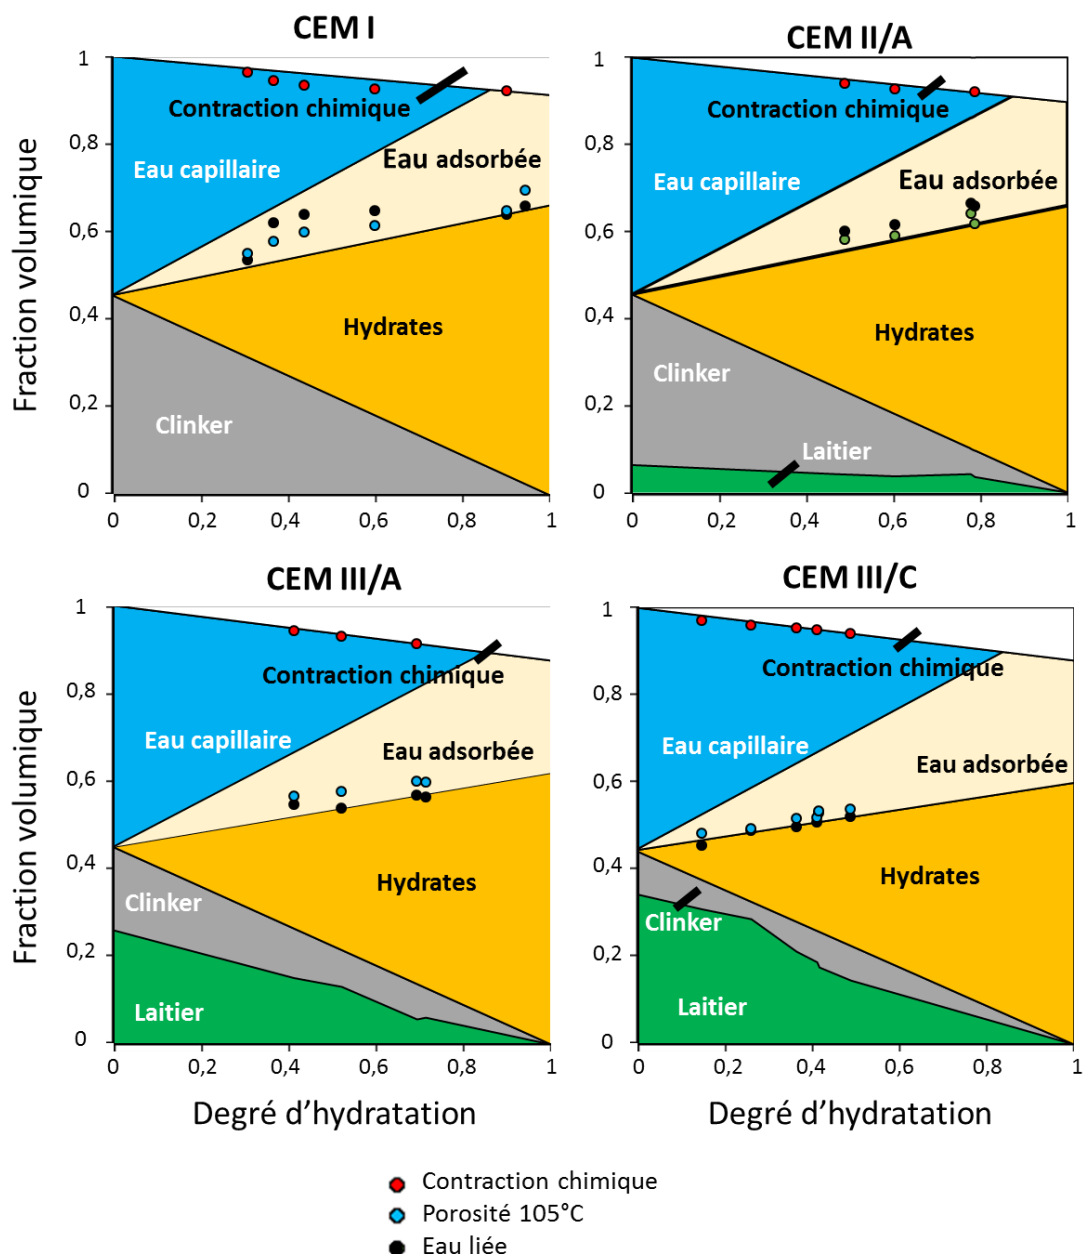 CEM I
CEM II/A
Fraction volumique
1
0,8
0,6
0,4
0,2
0
Contraction chimique
Eau capillaire
Eau adsorbée
Hydrates
Clinker
0
0,2
0,4
0,6
0,8
1
1
0,8
0,6
0,4
0,2
0
Contraction chimique
Eau capillaire
Eau adsorbée
Hydrates
Clinker
Laitier
0
0,2
0,4
0,6
0,8
1
CEM III/A
CEM III/C
Fraction volumique
1
0,8
0,6
0,4
0,2
0
Contraction chimique
Eau capillaire
Eau adsorbée
Hydrates
Clinker
Laitier
0
0,2
0,4
0,6
0,8
1
Degré d’hydratation
1
0,8
0,6
0,4
0,2
0
Contraction chimique
Eau capillaire
Eau adsorbée
Hydrates
Clinker
Laitier
0
0,2
0,4
0,6
0,8
1
Degré d’hydratation
Contraction chimique
Porosité 105°C
Eau liée